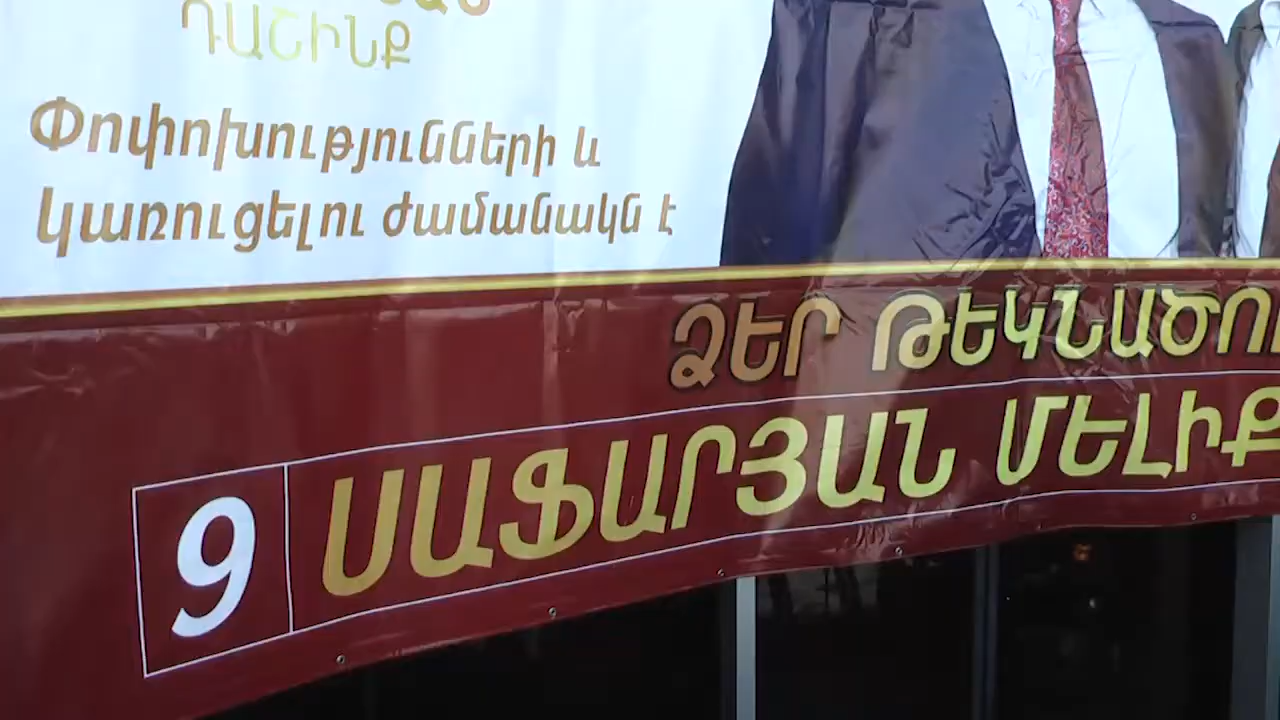 ԴԱՇԻՆՔ
Փոփոխությունների և
կառուցելու ժամանակն է
ՁԵՐ ԹԵԿՆԱԾՈՒ
9 ՍԱՖԱՐՅԱՆ ՄԵԼԻՔ